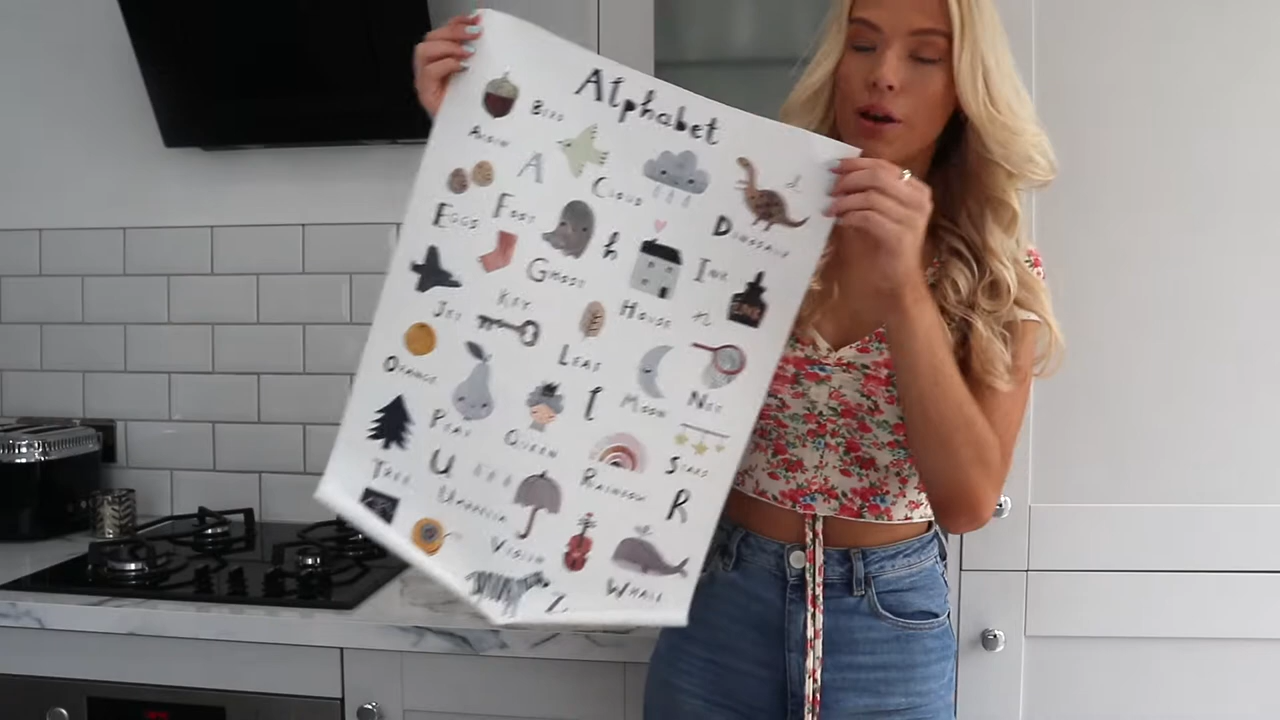 Alphabet
Bird
A
Cloud
d
Dinosaur
Eggs
Foot
Ghost
h
House
Ink
n
Jet
Key
Leaf
Moon
Net
Orange
Pear
Queen
t
Rainbow
Stars
R
Tree
U
Umbrella
Violin
Whale
Z